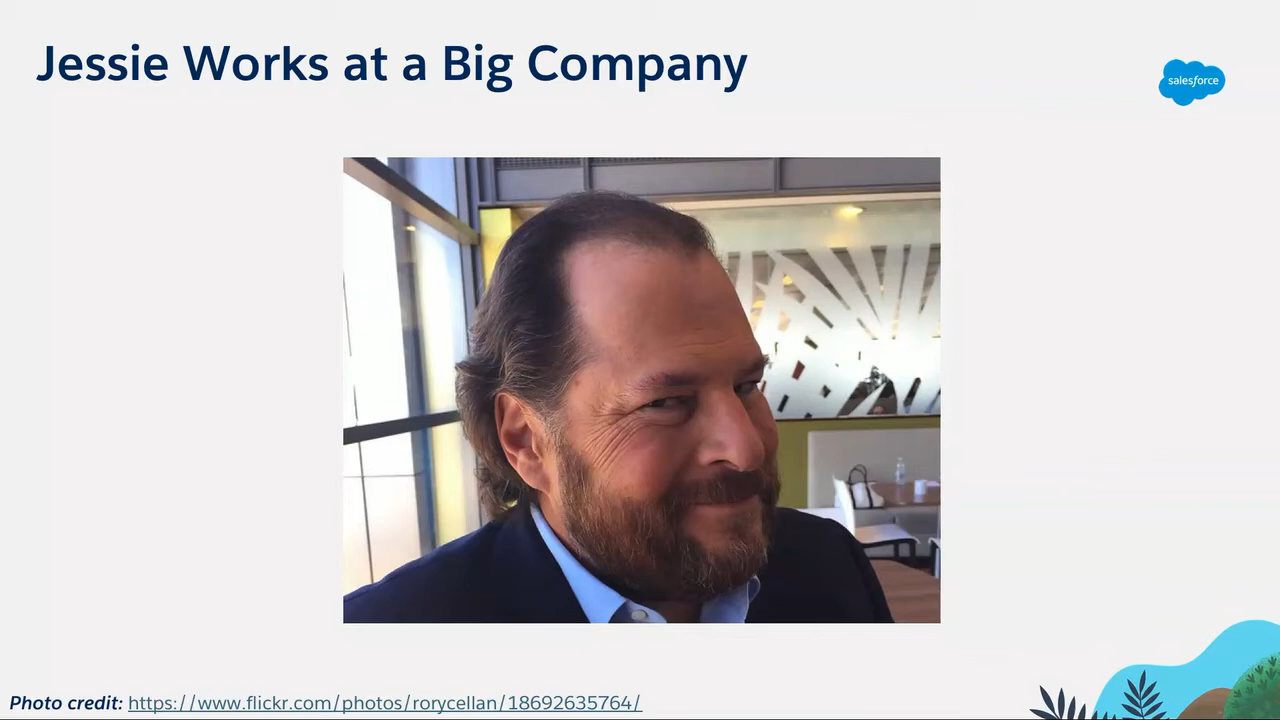 Jessie Works at a Big Company
salesforce
Photo credit: https://www.flickr.com/photos/rorycellan/18692635764/